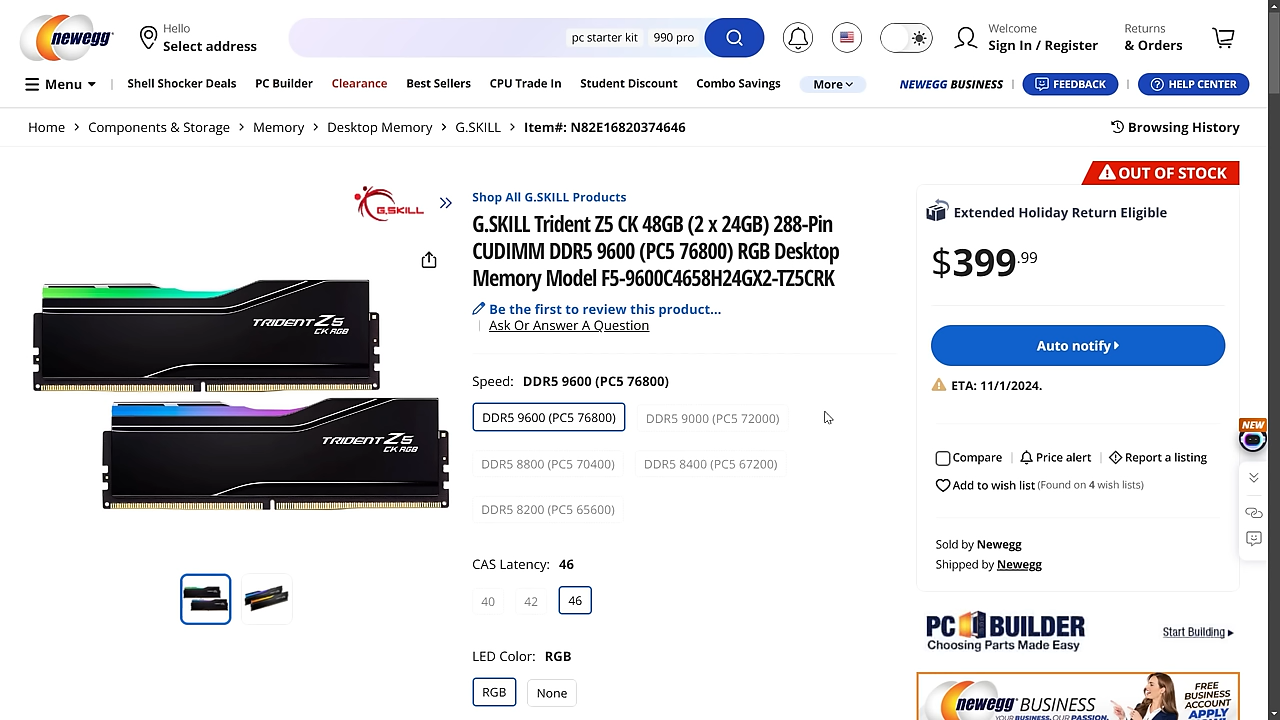 newegg
Hello
Select address
pc starter kit
990 pro
Welcome
Sign In / Register
Returns
& Orders
Menu
Shell Shocker Deals
PC Builder
Clearance
Best Sellers
CPU Trade In
Student Discount
Combo Savings
More
NEWEGG BUSINESS
FEEDBACK
HELP CENTER
Home > Components & Storage > Memory > Desktop Memory > G.SKILL > Item#: N82E16820374646
Browsing History
OUT OF STOCK
G.SKILL
Shop All G.SKILL Products
G.SKILL Trident Z5 CK 48GB (2 x 24GB) 288-Pin
CUDIMM DDR5 9600 (PC5 76800) RGB Desktop
Memory Model F5-9600C4658H24GX2-TZ5CRK
Be the first to review this product...
Ask Or Answer A Question
TRIDENT Z5
CK RGB
TRIDENT Z5
CK RGB
Speed: DDR5 9600 (PC5 76800)
DDR5 9600 (PC5 76800)
DDR5 9000 (PC5 72000)
DDR5 8800 (PC5 70400)
DDR5 8400 (PC5 67200)
DDR5 8200 (PC5 65600)
CAS Latency: 46
40
42
46
LED Color: RGB
RGB
None
Extended Holiday Return Eligible
$399.99
Auto notify
ETA: 11/1/2024.
Compare
Price alert
Report a listing
Add to wish list (Found on 4 wish lists)
Sold by Newegg
Shipped by Newegg
NEW
PC BUILDER
Choosing Parts Made Easy
Start Building
newegg BUSINESS
YOUR BUSINESS. OUR PASSION.
FREE
BUSINESS
ACCOUNT
APPLY